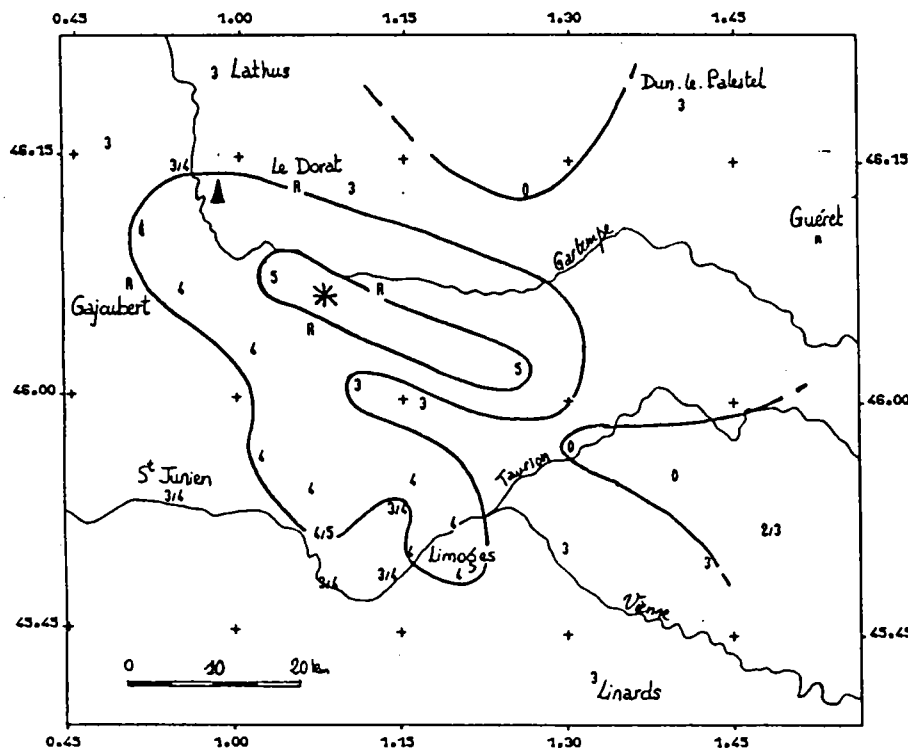 0.45 1.00 1.15 1.30 1.45
3 Lathus
Dun-le-Palestel
3
3
46.15 46.15
3/4
Le Dorat
R 3
0
Guéret
R
4
Gartempe
R 4
Gajoubert
5
R
R
4
5
3
3
46.00 46.00
0
4
4
4
St Junien
3/4
Taurion
0
3/4
4/5
4
2/3
4
Limoges
5
4
3
3
3/4
3/4
Vienne
45.45 45.45
0 10 20 km
3
Linards
0.45 1.00 1.15 1.30 1.45